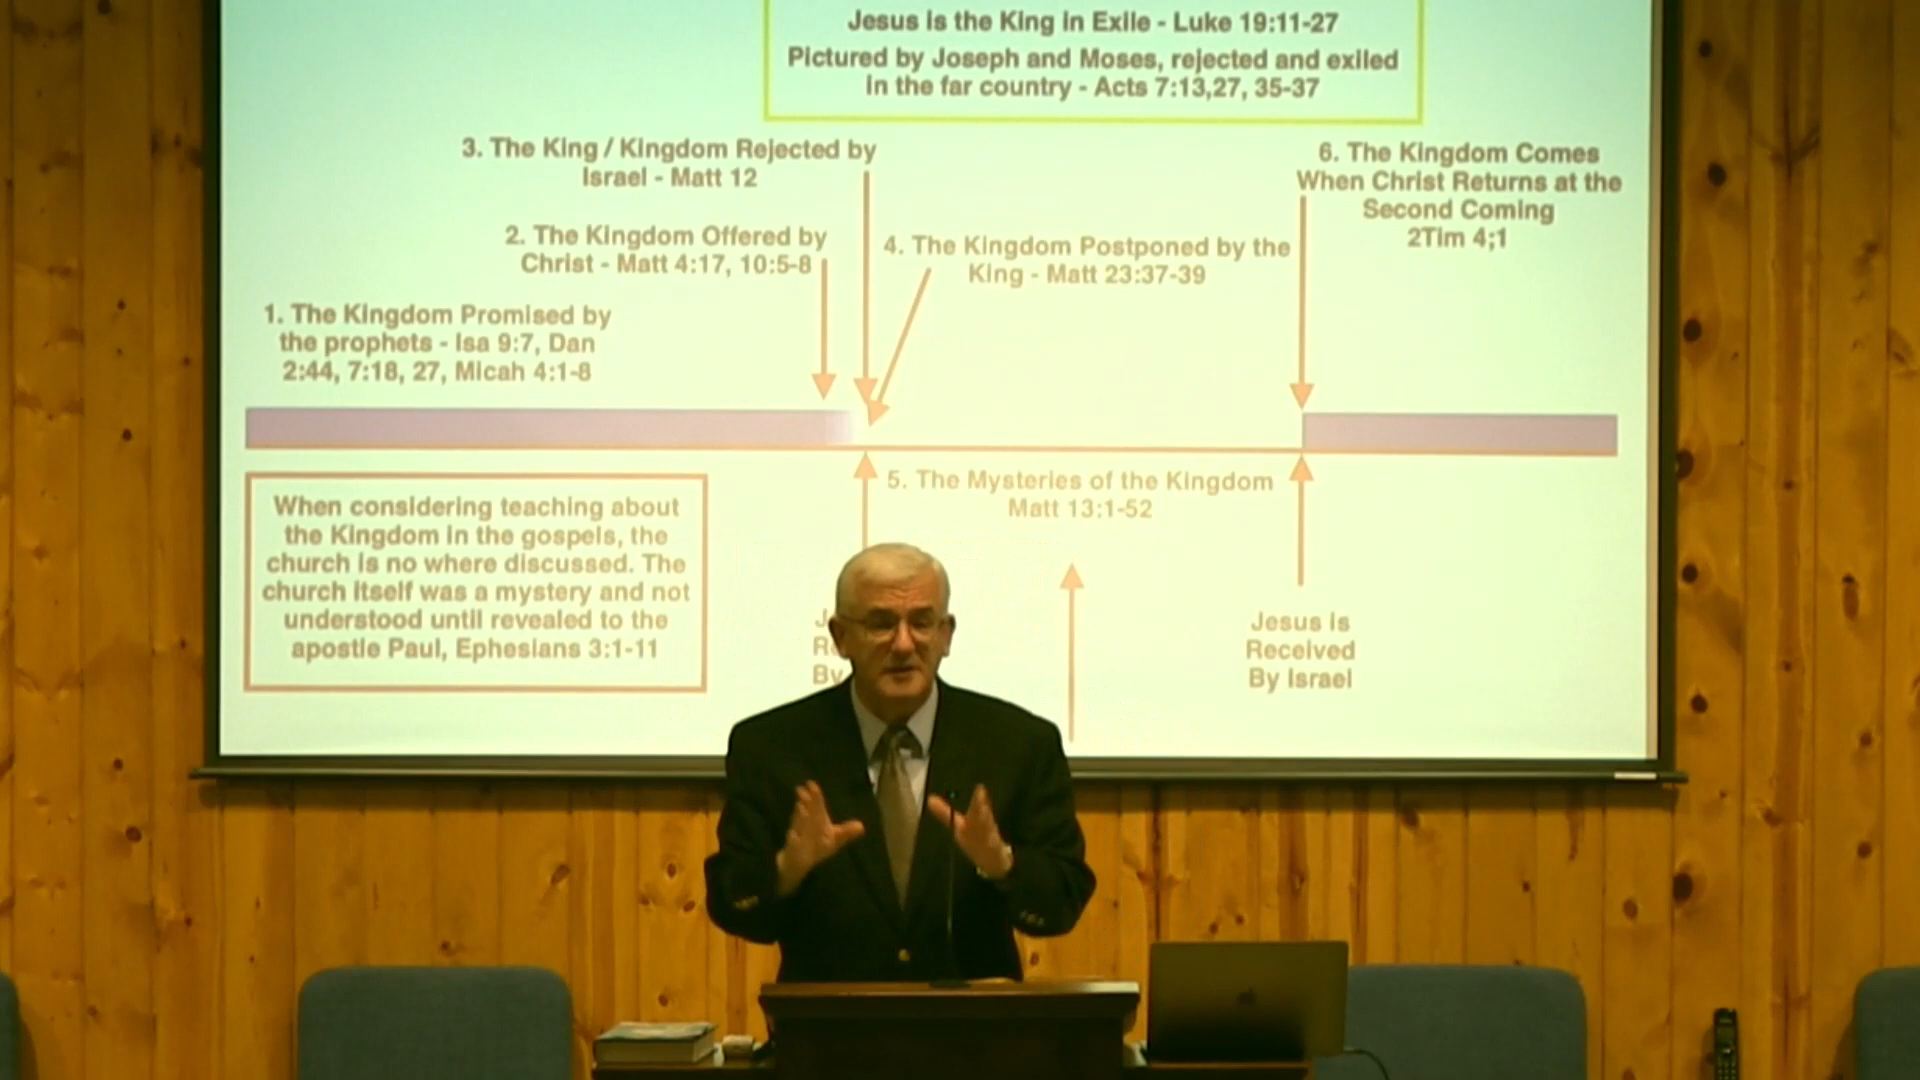 Jesus is the King in Exile - Luke 19:11-27
Pictured by Joseph and Moses, rejected and exiled
in the far country - Acts 7:13,27, 35-37
3. The King / Kingdom Rejected by
Israel - Matt 12
6. The Kingdom Comes
When Christ Returns at the
Second Coming
2Tim 4;1
2. The Kingdom Offered by
Christ - Matt 4:17, 10:5-8
4. The Kingdom Postponed by the
King - Matt 23:37-39
1. The Kingdom Promised by
the prophets - Isa 9:7, Dan
2:44, 7:18, 27, Micah 4:1-8
5. The Mysteries of the Kingdom
Matt 13:1-52
When considering teaching about
the Kingdom in the gospels, the
church is no where discussed. The
church itself was a mystery and not
understood until revealed to the
apostle Paul, Ephesians 3:1-11
By
Jesus is
Received
By Israel